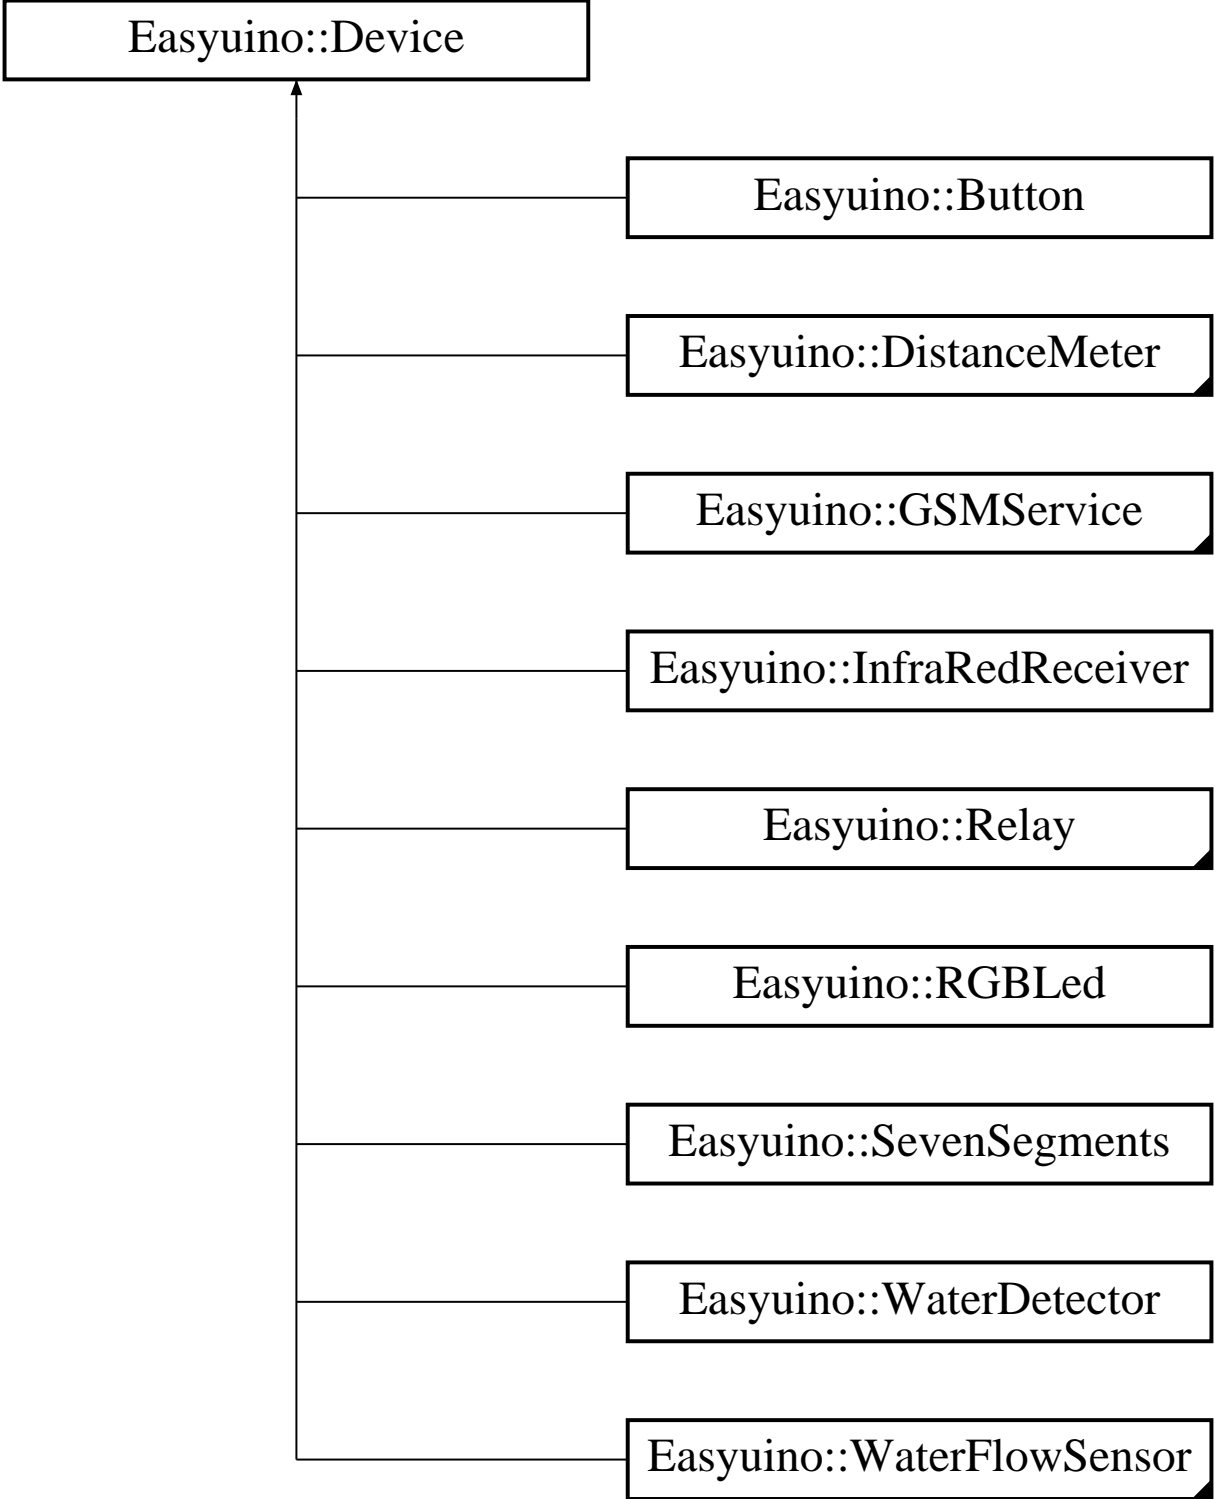 Easyuino::Device
Easyuino::Button
Easyuino::DistanceMeter
Easyuino::GSMService
Easyuino::InfraRedReceiver
Easyuino::Relay
Easyuino::RGBLed
Easyuino::SevenSegments
Easyuino::WaterDetector
Easyuino::WaterFlowSensor